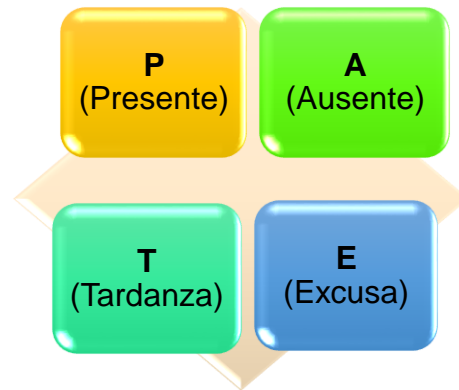 P
(Presente)
A
(Ausente)
T
(Tardanza)
E
(Excusa)